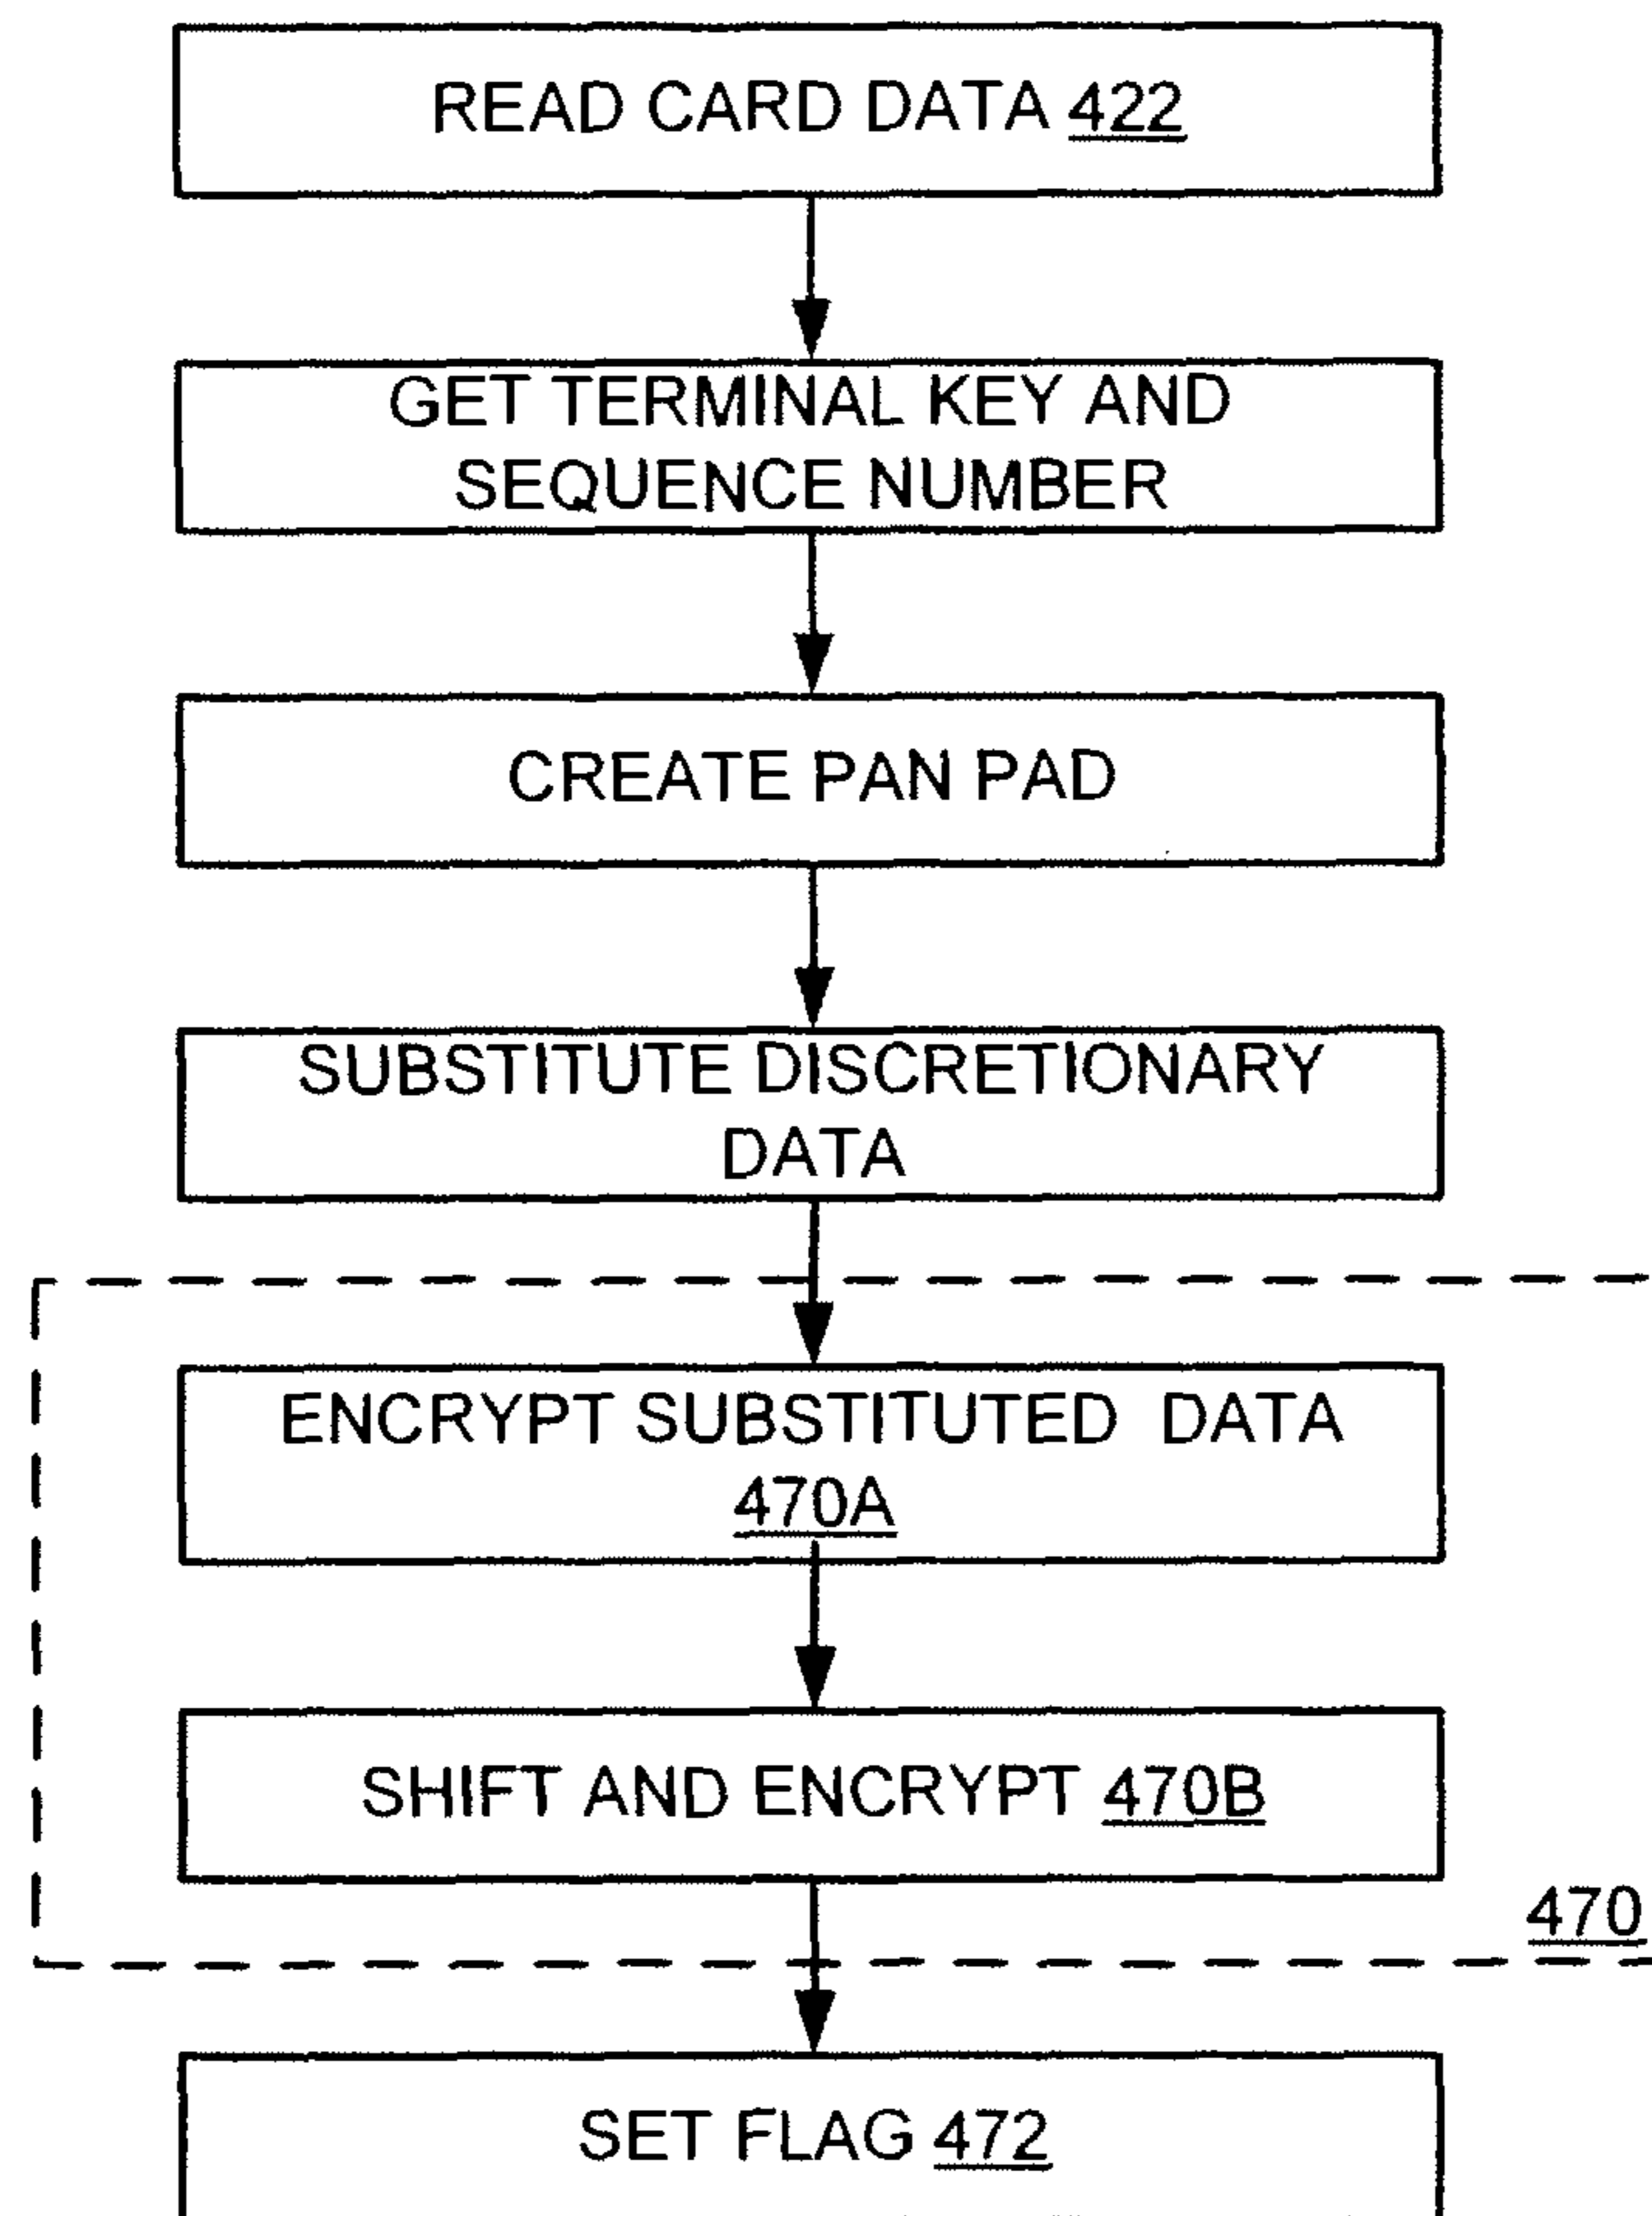 READ CARD DATA 422
GET TERMINAL KEY AND
SEQUENCE NUMBER
CREATE PAN PAD
SUBSTITUTE DISCRETIONARY
DATA
ENCRYPT SUBSTITUTED DATA
470A
SHIFT AND ENCRYPT 470B
470
SET FLAG 472